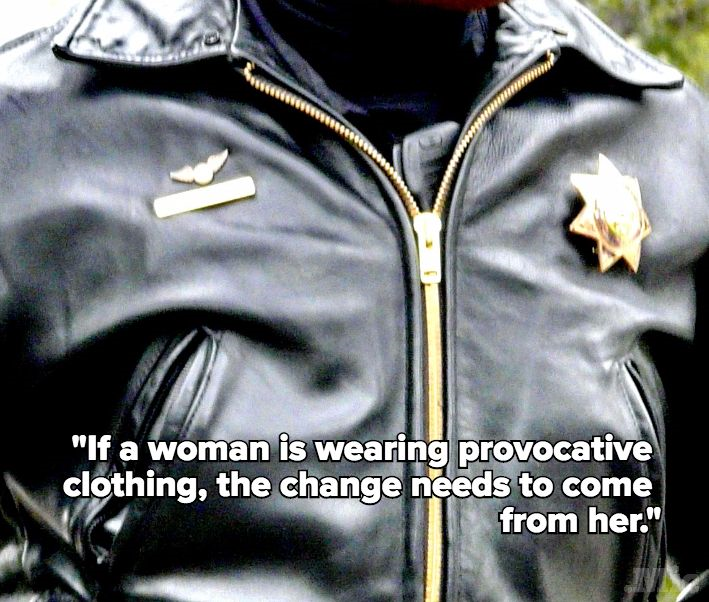 "If a woman is wearing provocative
clothing, the change needs to come
from her."